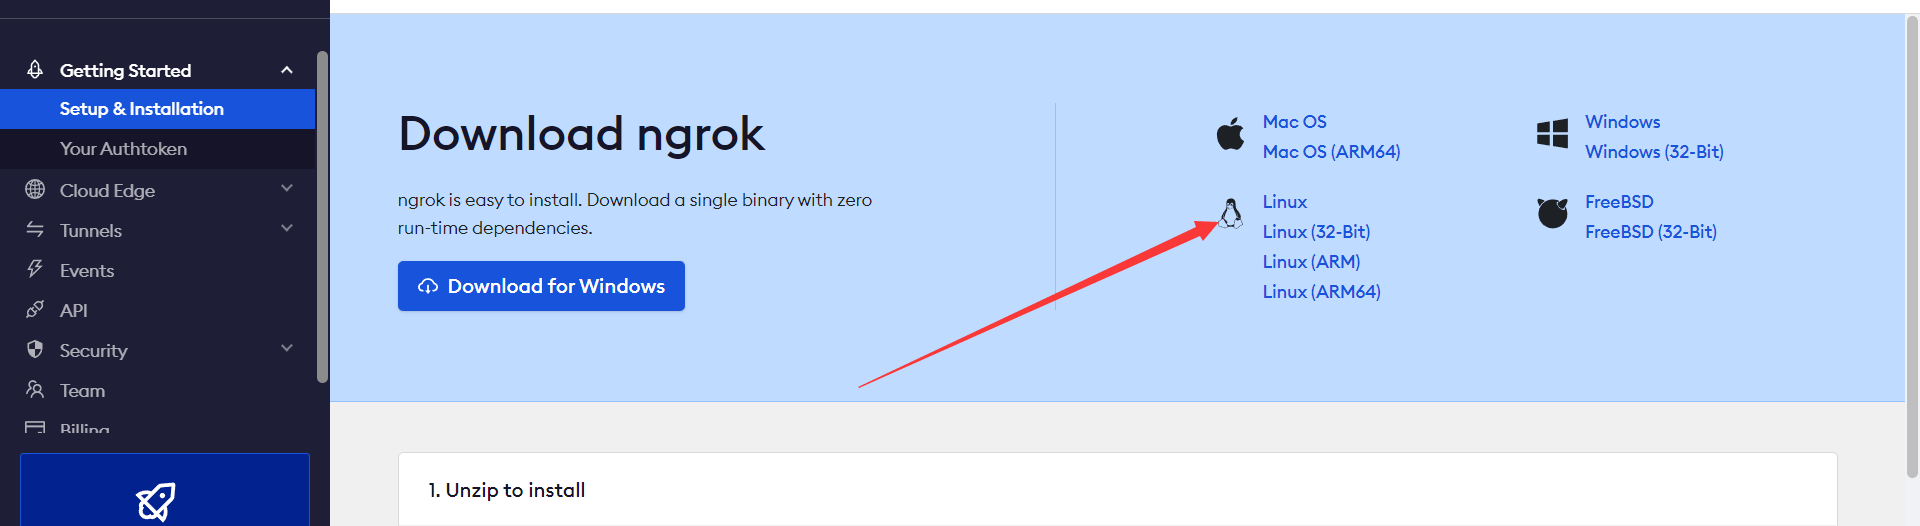 Getting Started
Setup & Installation
Your Authtoken
Cloud Edge
Tunnels
Events
API
Security
Team
Billing
Download ngrok
ngrok is easy to install. Download a single binary with zero
run-time dependencies.
Download for Windows
Mac OS
Mac OS (ARM64)
Windows
Windows (32-Bit)
Linux
Linux (32-Bit)
Linux (ARM)
Linux (ARM64)
FreeBSD
FreeBSD (32-Bit)
1. Unzip to install